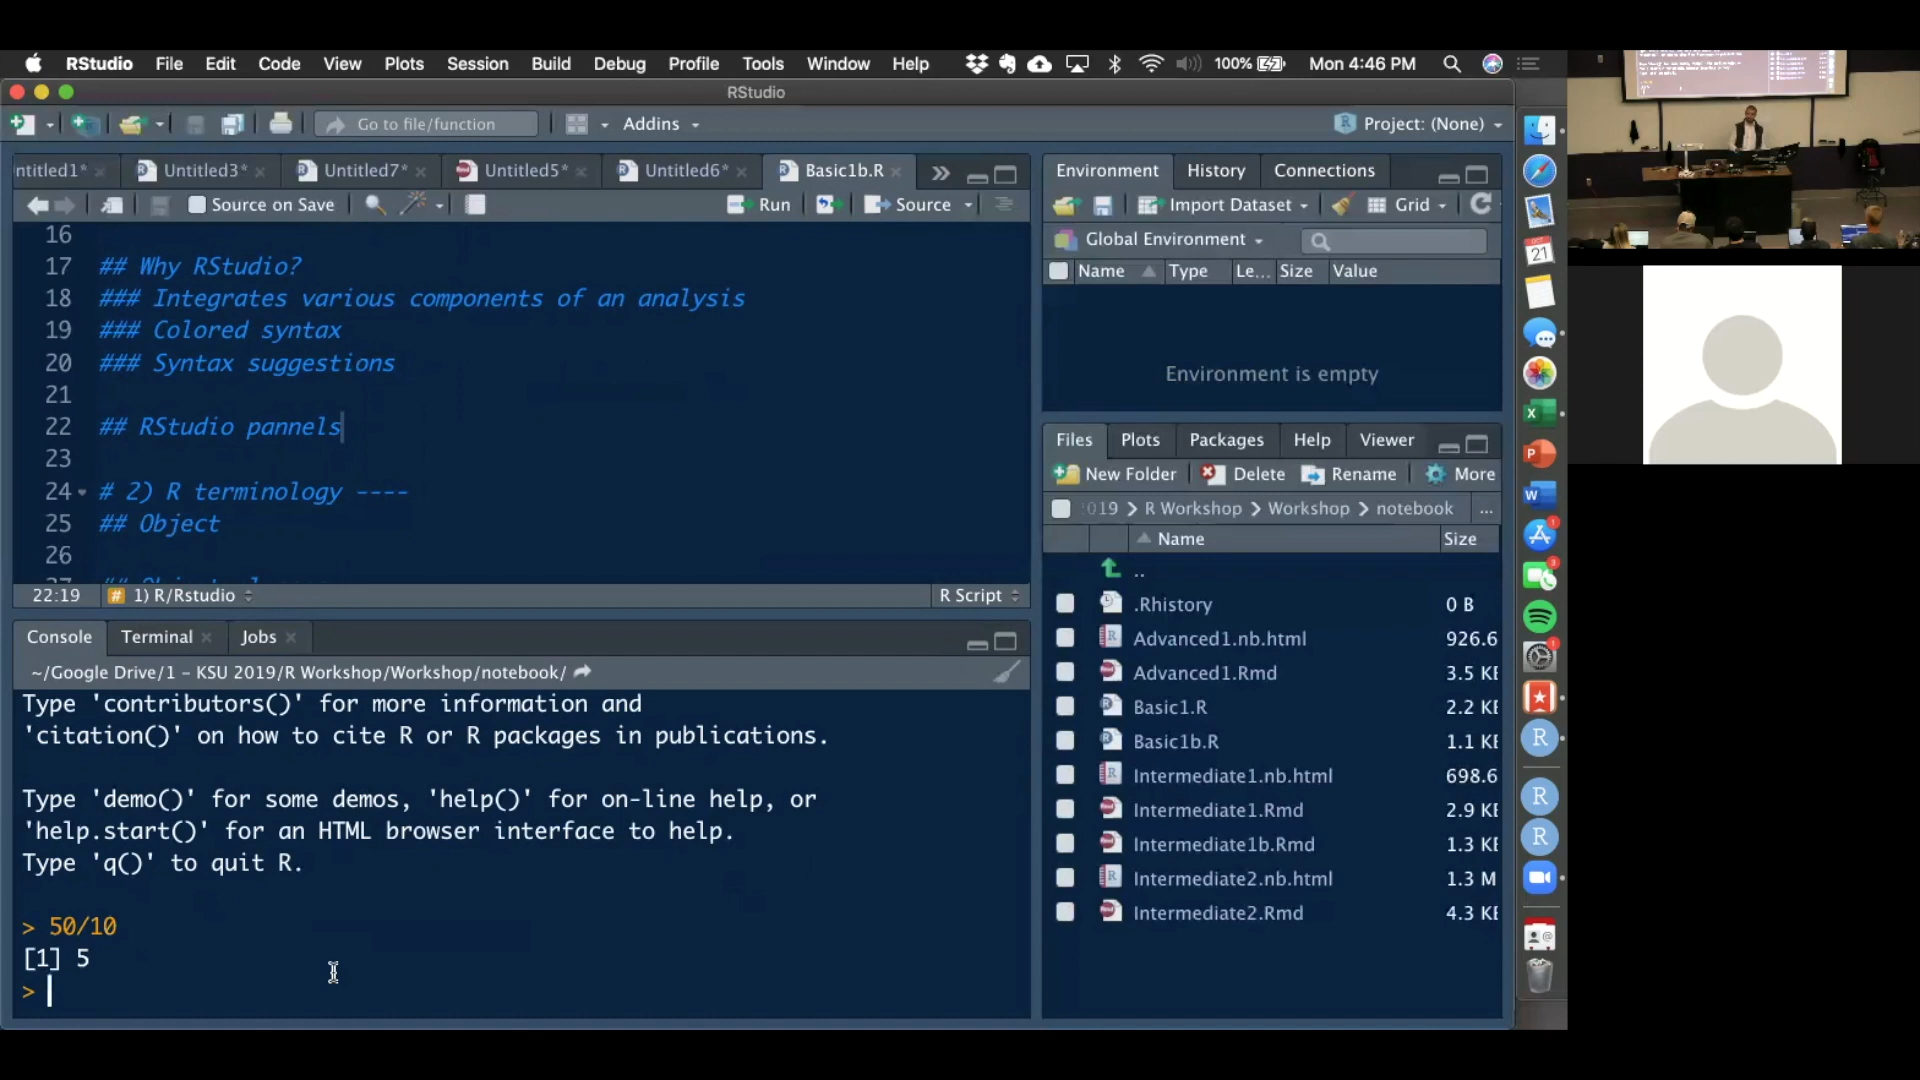 RStudio File Edit Code View Plots Session Build Debug Profile Tools Window Help 100% Mon 4:46 PM
RStudio
Go to file/function Addins Project: (None)
ntitled1* Untitled3* Untitled7* Untitled5* Untitled6* Basic1b.R
Source on Save Run Source
16
17 ## Why RStudio?
18 ### Integrates various components of an analysis
19 ### Colored syntax
20 ### Syntax suggestions
21
22 ## RStudio pannels
23
24 # 2) R terminology ----
25 ## Object
26
22:19 # 1) R/Rstudio R Script
Console Terminal Jobs
~/Google Drive/1 – KSU 2019/R Workshop/Workshop/notebook/
Type 'contributors()' for more information and
'citation()' on how to cite R or R packages in publications.
Type 'demo()' for some demos, 'help()' for on-line help, or
'help.start()' for an HTML browser interface to help.
Type 'q()' to quit R.
> 50/10
[1] 5
>
Environment History Connections
Import Dataset Grid
Global Environment
Name Type Le... Size Value
Environment is empty
Files Plots Packages Help Viewer
New Folder Delete Rename More
019 > R Workshop > Workshop > notebook ...
Name Size
..
.Rhistory 0 B
Advanced1.nb.html 926.6
Advanced1.Rmd 3.5 KB
Basic1.R 2.2 KB
Basic1b.R 1.1 KB
Intermediate1.nb.html 698.6
Intermediate1.Rmd 2.9 KB
Intermediate1b.Rmd 1.3 KB
Intermediate2.nb.html 1.3 M
Intermediate2.Rmd 4.3 KB
OCT
21